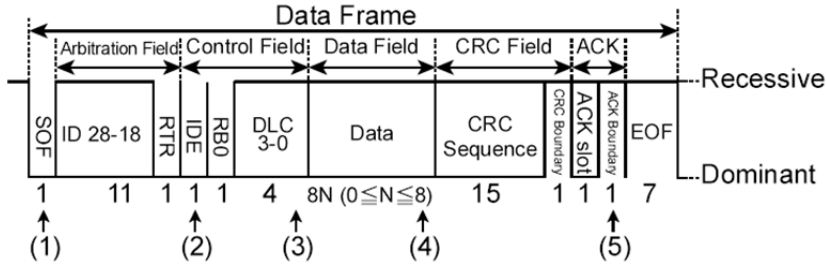 Data Frame
Arbitration Field Control Field Data Field CRC Field ACK
Recessive
SOF ID 28-18 RTR IDE RB0 DLC 3-0 Data CRC Sequence CRC Boundary ACK slot ACK Boundary EOF
Dominant
1 11 1 1 1 4 8N (0≦N≦8) 15 1 1 1 7
(1) (2) (3) (4) (5)